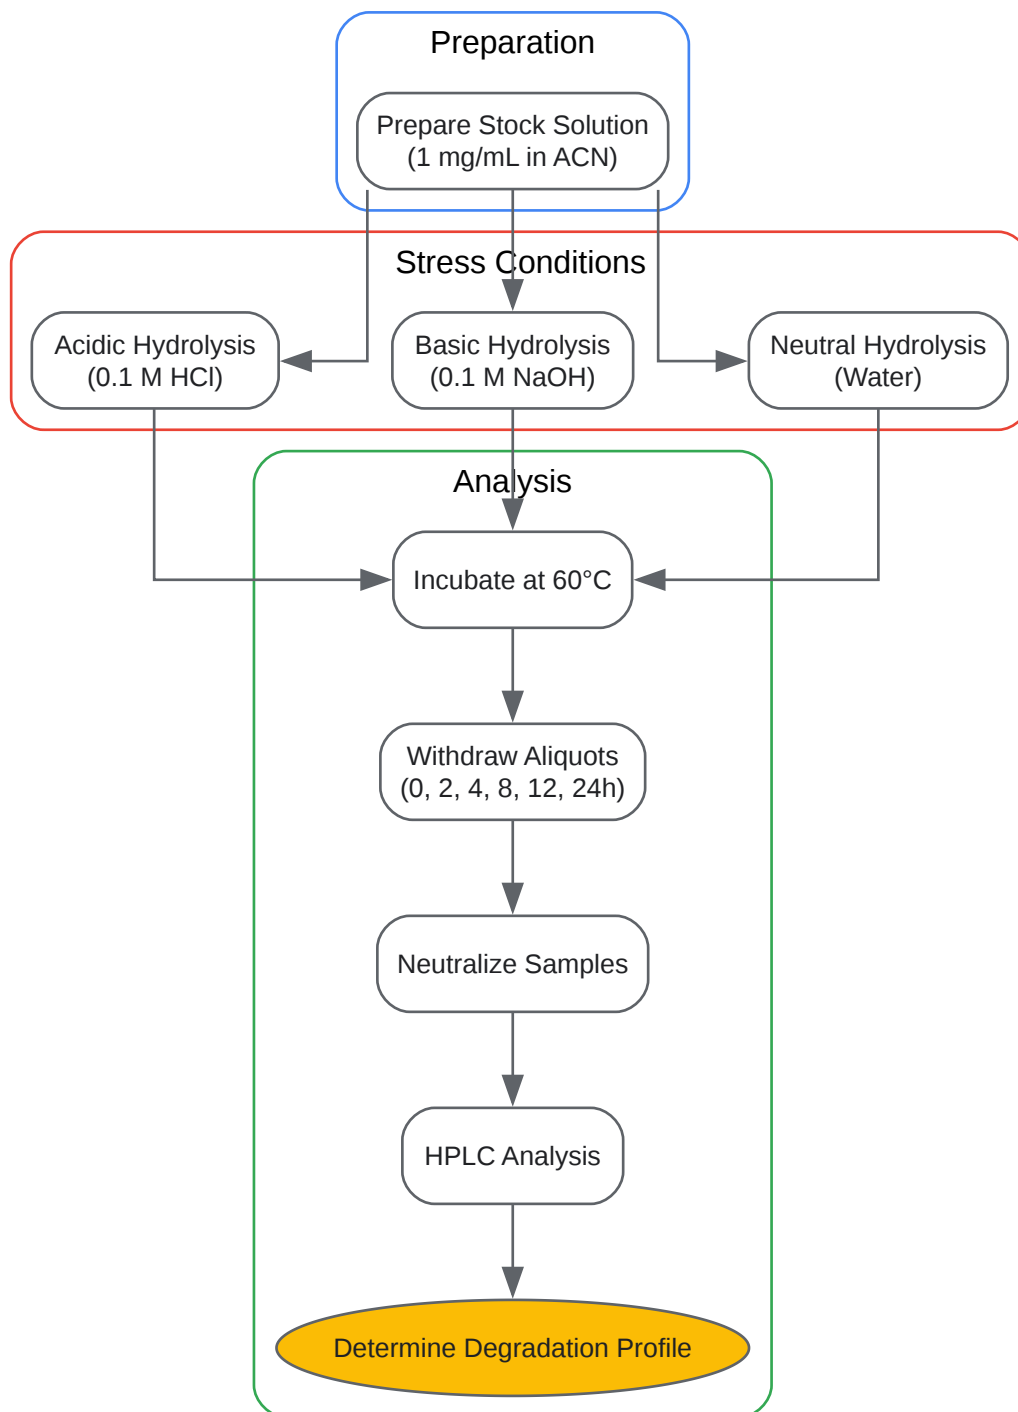 Preparation
Prepare Stock Solution
(1 mg/mL in ACN)
Stress Conditions
Acidic Hydrolysis
(0.1 M HCl)
Basic Hydrolysis
(0.1 M NaOH)
Neutral Hydrolysis
(Water)
Analysis
Incubate at 60°C
Withdraw Aliquots
(0, 2, 4, 8, 12, 24h)
Neutralize Samples
HPLC Analysis
Determine Degradation Profile